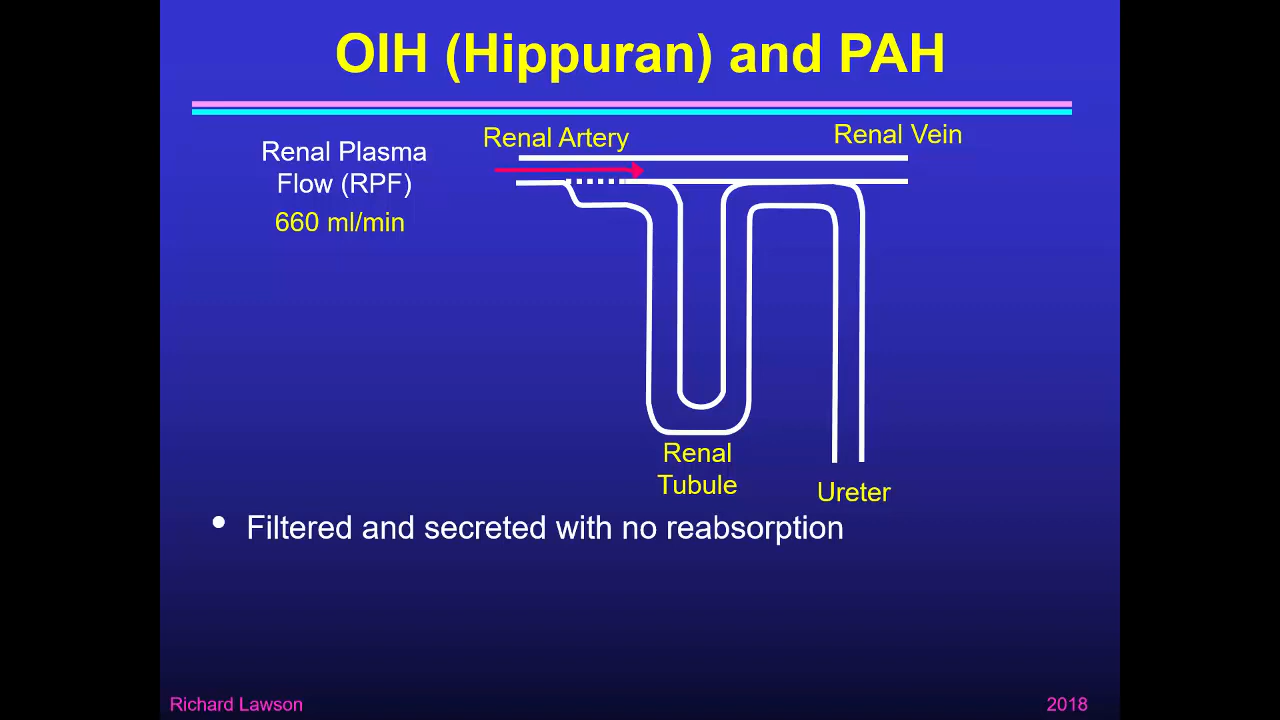 OIH (Hippuran) and PAH
Renal Artery
Renal Vein
Renal Plasma
Flow (RPF)
660 ml/min
Renal
Tubule
Ureter
• Filtered and secreted with no reabsorption
Richard Lawson
2018